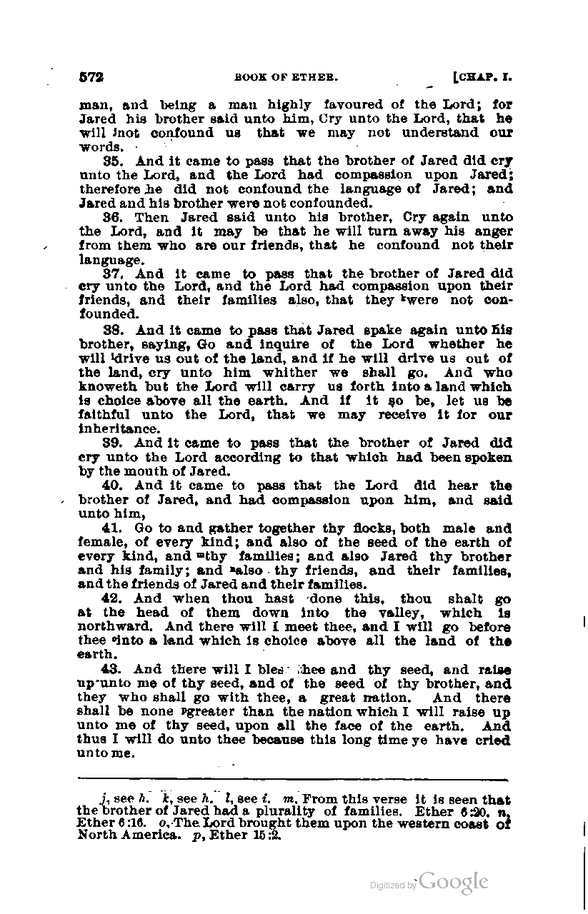 572 BOOK OF ETHER. [CHAP. I.
man, and being a man highly favoured of the Lord; for
Jared his brother said unto him, Cry unto the Lord, that he
will jnot confound us that we may not understand our
words.
35. And it came to pass that the brother of Jared did cry
unto the Lord, and the Lord had compassion upon Jared;
therefore he did not confound the language of Jared; and
Jared and his brother were not confounded.
36. Then Jared said unto his brother, Cry again unto
the Lord, and it may be that he will turn away his anger
from them who are our friends, that he confound not their
language.
37. And it came to pass that the brother of Jared did
cry unto the Lord, and the Lord had compassion upon their
friends, and their families also, that they kwere not con-
founded.
38. And it came to pass that Jared spake again unto his
brother, saying, Go and inquire of the Lord whether he
will ldrive us out of the land, and if he will drive us out of
the land, cry unto him whither we shall go. And who
knoweth but the Lord will carry us forth into a land which
is choice above all the earth. And if it so be, let us be
faithful unto the Lord, that we may receive it for our
inheritance.
39. And it came to pass that the brother of Jared did
cry unto the Lord according to that which had been spoken
by the mouth of Jared.
40. And it came to pass that the Lord did hear the
brother of Jared, and had compassion upon him, and said
unto him,
41. Go to and gather together thy flocks, both male and
female, of every kind; and also of the seed of the earth of
every kind, and mthy families; and also Jared thy brother
and his family; and nalso thy friends, and their families,
and the friends of Jared and their families.
42. And when thou hast done this, thou shalt go
at the head of them down into the valley, which is
northward. And there will I meet thee, and I will go before
thee ointo a land which is choice above all the land of the
earth.
43. And there will I bles thee and thy seed, and raise
up unto me of thy seed, and of the seed of thy brother, and
they who shall go with thee, a great nation. And there
shall be none pgreater than the nation which I will raise up
unto me of thy seed, upon all the face of the earth. And
thus I will do unto thee because this long time ye have cried
unto me.
j, see h. k, see h. l, see i. m, From this verse it is seen that
the brother of Jared had a plurality of families. Ether 6:20. n,
Ether 6:16. o, The Lord brought them upon the western coast of
North America. p, Ether 15:2.
Digitized by Google